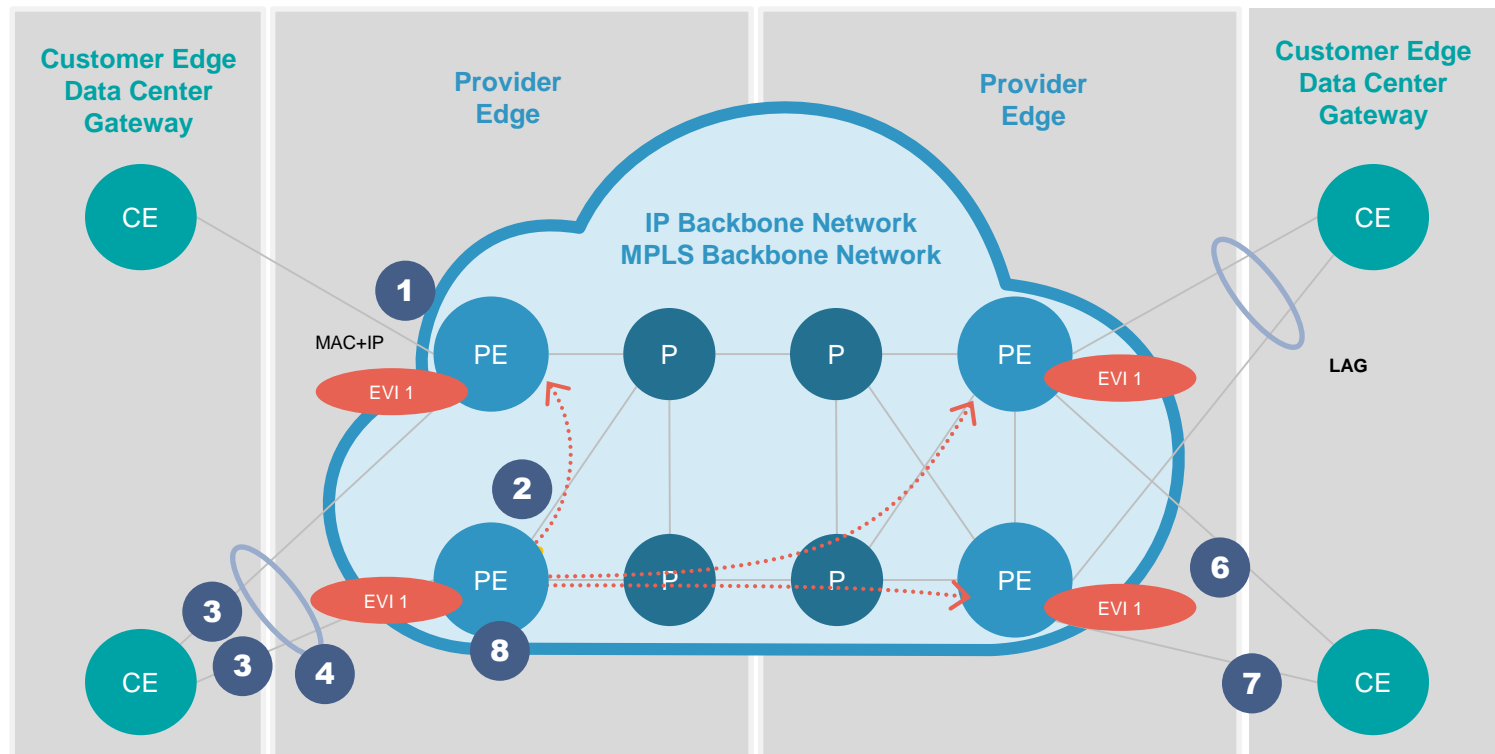 Customer Edge
Data Center
Gateway
Provider
Edge
Provider
Edge
Customer Edge
Data Center
Gateway
CE
IP Backbone Network
MPLS Backbone Network
CE
1
MAC+IP
PE
P
P
PE
EVI 1
EVI 1
LAG
2
PE
P
P
PE
6
EVI 1
EVI 1
3
3
4
8
7
CE
CE